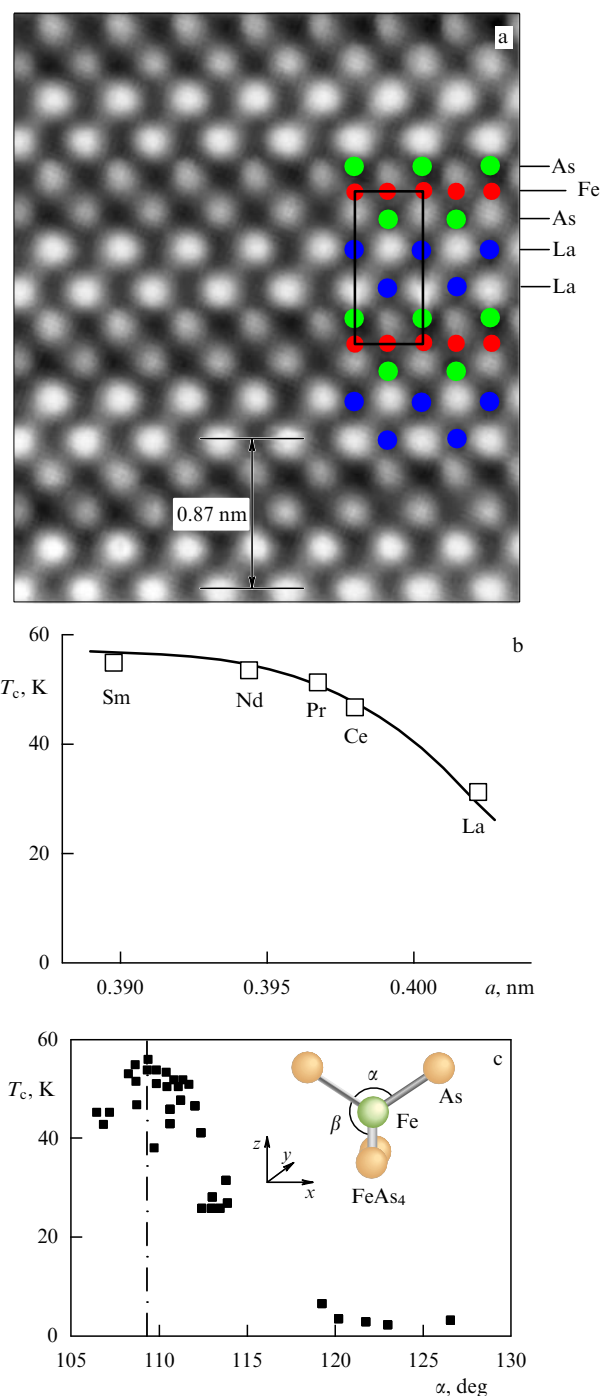 a
As
Fe
As
La
La
0.87 nm
60
b
Tc, K
Sm
Nd
Pr
Ce
40
La
20
0
0.390
0.395
0.400
a, nm
60
c
Tc, K
α
As
Fe
β
40
z
y
x
FeAs₄
20
0
105
110
115
120
125
130
α, deg